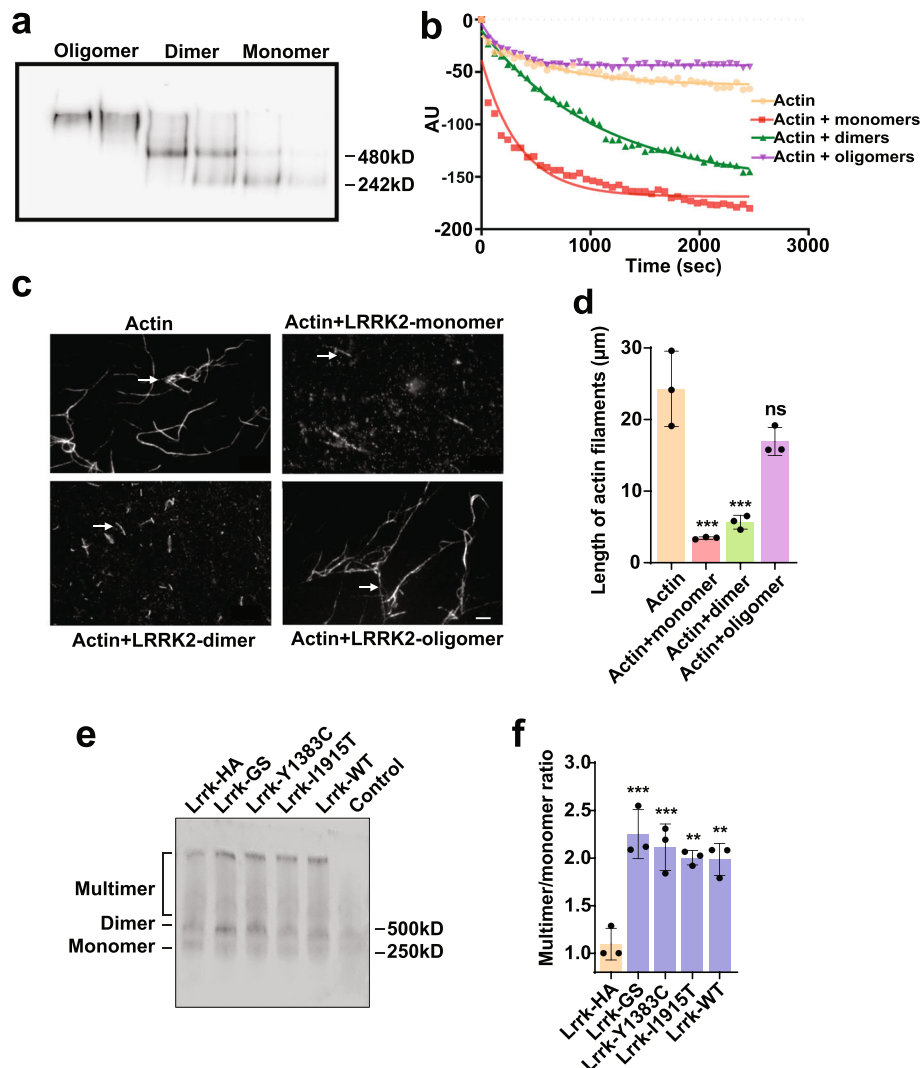 a
Oligomer Dimer Monomer
480kD
242kD
b
0
-50
-100
-150
-200
AU
0 1000 2000 3000
Time (sec)
Actin
Actin + monomers
Actin + dimers
Actin + oligomers
c
Actin
Actin+LRRK2-monomer
Actin+LRRK2-dimer
Actin+LRRK2-oligomer
d
Length of actin filaments (µm)
30
20
10
0
***
***
ns
Actin
Actin+monomer
Actin+dimer
Actin+oligomer
e
Lrrk-HA
Lrrk-GS
Lrrk-Y1383C
Lrrk-I1915T
Lrrk-WT
Control
Multimer
Dimer
Monomer
500kD
250kD
f
Multimer/monomer ratio
3.0
2.5
2.0
1.5
1.0
***
***
**
**
Lrrk-HA
Lrrk-GS
Lrrk-Y1383C
Lrrk-I1915T
Lrrk-WT